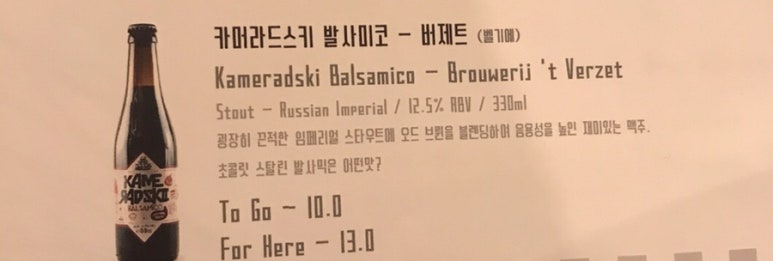 카머라드스키 발사미코 – 버제트 (벨기에)
Kameradski Balsamico – Brouwerij 't Verzet
Stout – Russian Imperial / 12.5% ABV / 330ml
굉장히 끈적한 임페리얼 스타우트에 오드 브륀을 블렌딩하여 음용성을 높인 재미있는 맥주.
초콜릿 스탈린 발사믹은 어떤맛?
To Go – 10.0
For Here – 13.0
KAME
RADSKI
BALSAMICO